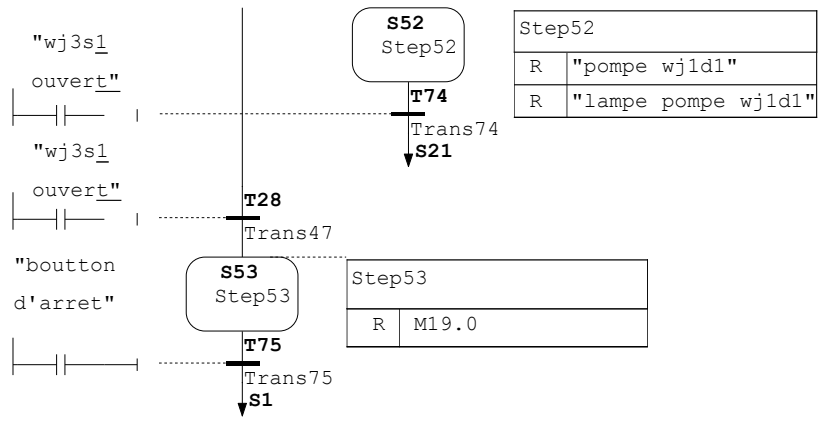 "wj3s1
ouvert"
S52
Step52
Step52
R "pompe wj1d1"
R "lampe pompe wj1d1"
T74
Trans74
S21
"wj3s1
ouvert"
T28
Trans47
"boutton
d'arret"
S53
Step53
Step53
R M19.0
T75
Trans75
S1